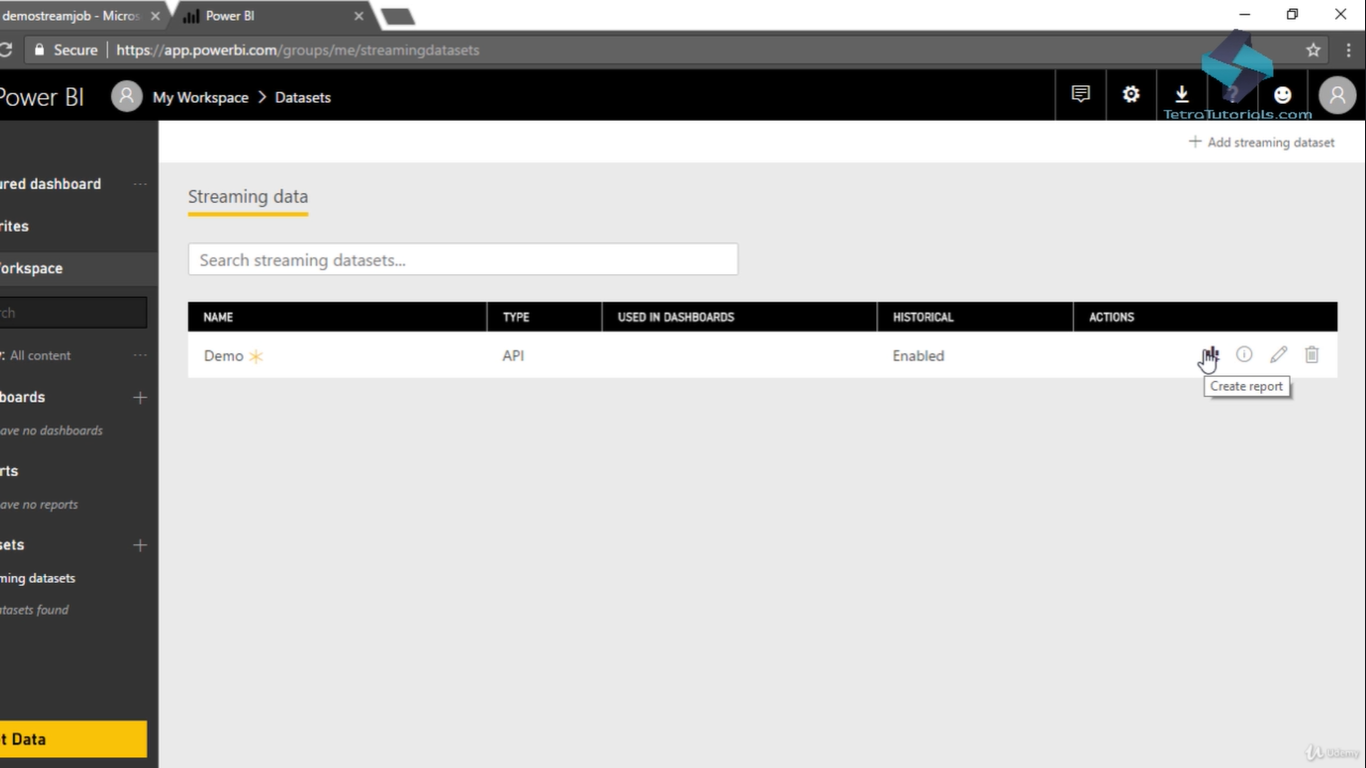 demostreamjob - Micros
Power BI
Secure
https://app.powerbi.com/groups/me/streamingdatasets
Power BI
My Workspace > Datasets
TetraTutorials.com
+ Add streaming dataset
ured dashboard ...
Streaming data
rites
orkspace
Search streaming datasets...
rch
NAME TYPE USED IN DASHBOARDS HISTORICAL ACTIONS
: All content ...
Demo API Enabled
Create report
boards +
ave no dashboards
rts
ave no reports
sets +
ming datasets
atasets found
t Data
Udemy